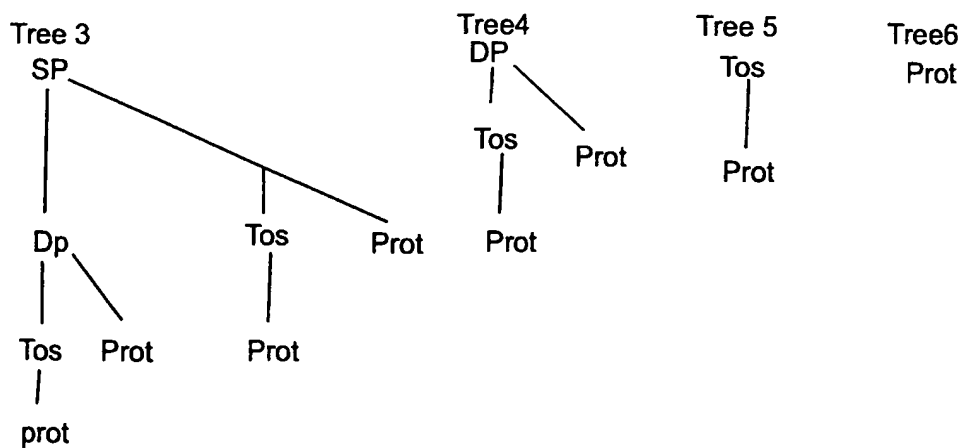 Tree 3
SP
Dp
Tos
Prot
Tos
Prot
Prot
prot
Tree4
DP
Tos
Prot
Prot
Tree 5
Tos
Prot
Tree6
Prot